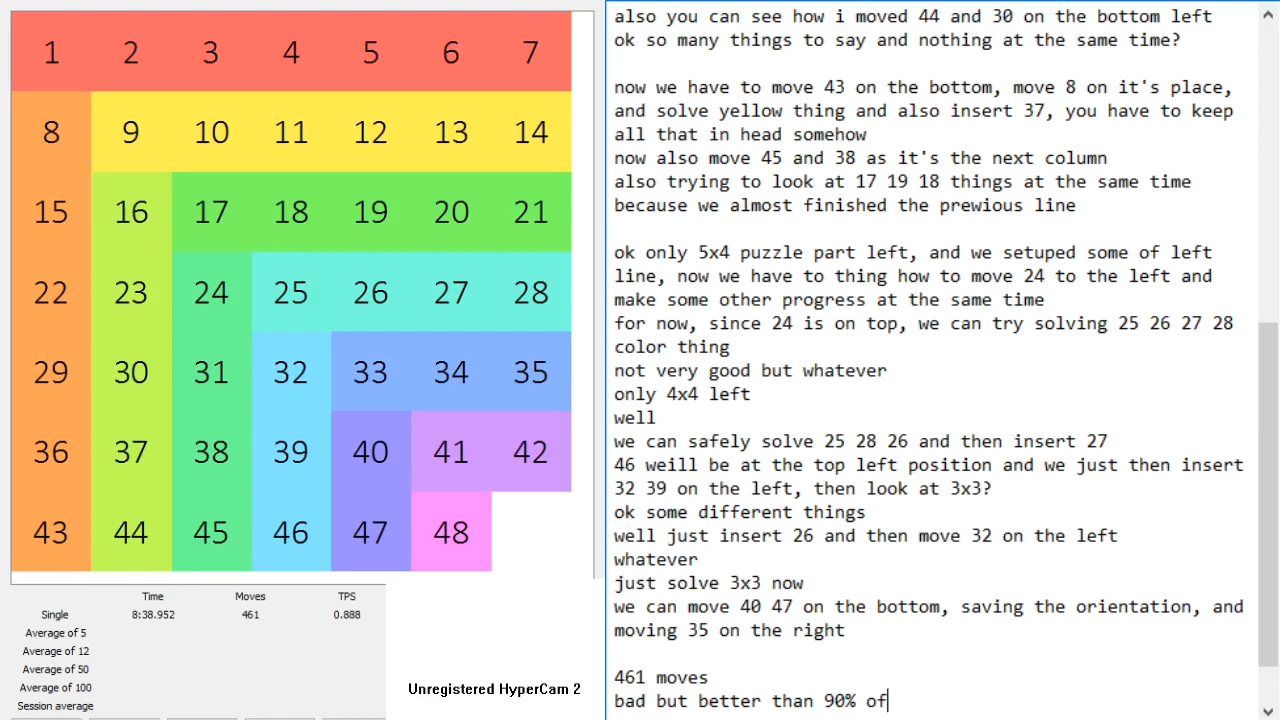 1 2 3 4 5 6 7
8 9 10 11 12 13 14
15 16 17 18 19 20 21
22 23 24 25 26 27 28
29 30 31 32 33 34 35
36 37 38 39 40 41 42
43 44 45 46 47 48
Time Moves TPS
Single 8:38.952 461 0.888
Average of 5
Average of 12
Average of 50
Average of 100
Session average
Unregistered HyperCam 2
also you can see how i moved 44 and 30 on the bottom left
ok so many things to say and nothing at the same time?
now we have to move 43 on the bottom, move 8 on it's place,
and solve yellow thing and also insert 37, you have to keep
all that in head somehow
now also move 45 and 38 as it's the next column
also trying to look at 17 19 18 things at the same time
because we almost finished the prewious line
ok only 5x4 puzzle part left, and we setuped some of left
line, now we have to thing how to move 24 to the left and
make some other progress at the same time
for now, since 24 is on top, we can try solving 25 26 27 28
color thing
not very good but whatever
only 4x4 left
well
we can safely solve 25 28 26 and then insert 27
46 weill be at the top left position and we just then insert
32 39 on the left, then look at 3x3?
ok some different things
well just insert 26 and then move 32 on the left
whatever
just solve 3x3 now
we can move 40 47 on the bottom, saving the orientation, and
moving 35 on the right
461 moves
bad but better than 90% of